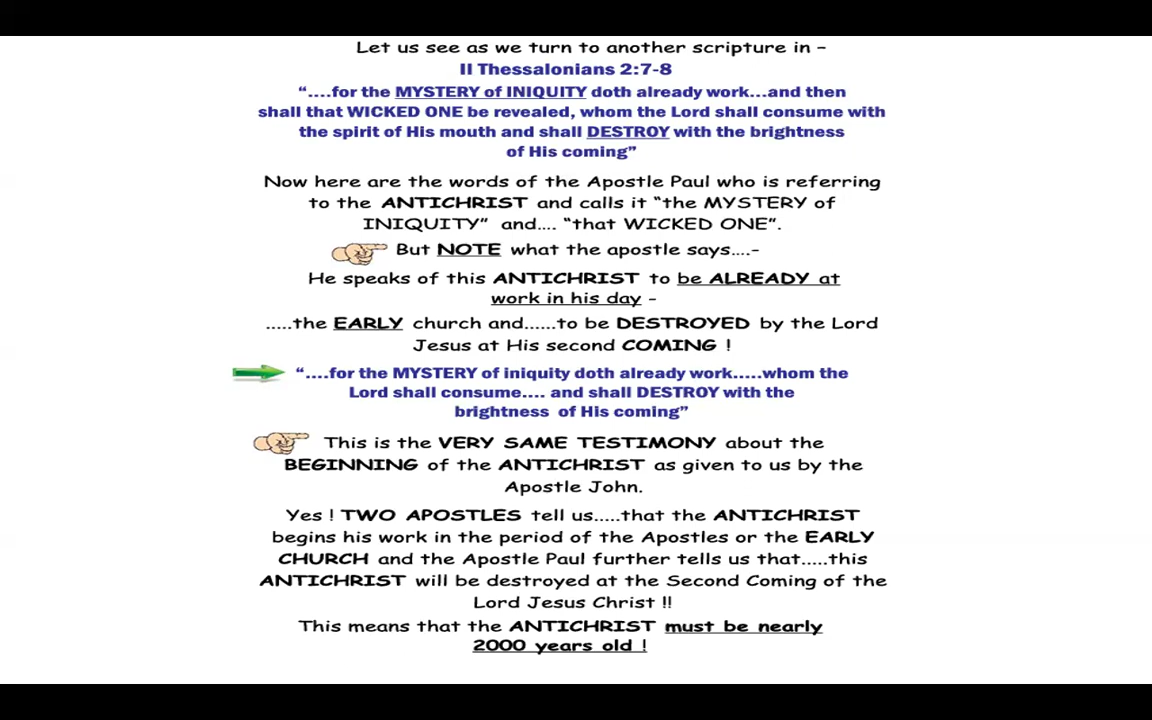 Let us see as we turn to another scripture in –
II Thessalonians 2:7-8
“....for the MYSTERY of INIQUITY doth already work...and then
shall that WICKED ONE be revealed, whom the Lord shall consume with
the spirit of His mouth and shall DESTROY with the brightness
of His coming”
Now here are the words of the Apostle Paul who is referring
to the ANTICHRIST and calls it “the MYSTERY of
INIQUITY” and.... “that WICKED ONE”.
But NOTE what the apostle says....-
He speaks of this ANTICHRIST to be ALREADY at
work in his day -
.....the EARLY church and......to be DESTROYED by the Lord
Jesus at His second COMING !
“....for the MYSTERY of iniquity doth already work.....whom the
Lord shall consume.... and shall DESTROY with the
brightness of His coming”
This is the VERY SAME TESTIMONY about the
BEGINNING of the ANTICHRIST as given to us by the
Apostle John.
Yes ! TWO APOSTLES tell us.....that the ANTICHRIST
begins his work in the period of the Apostles or the EARLY
CHURCH and the Apostle Paul further tells us that.....this
ANTICHRIST will be destroyed at the Second Coming of the
Lord Jesus Christ !!
This means that the ANTICHRIST must be nearly
2000 years old !